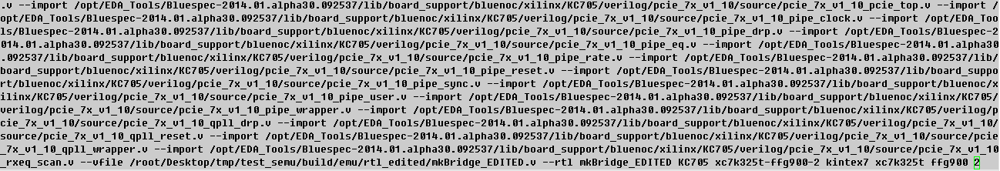 .v --import /opt/EDA_Tools/Bluespec-2014.01.alpha30.092537/lib/board_support/bluenoc/xilinx/KC705/verilog/pcie_7x_v1_10/source/pcie_7x_v1_10_pcie_top.v --import /
opt/EDA_Tools/Bluespec-2014.01.alpha30.092537/lib/board_support/bluenoc/xilinx/KC705/verilog/pcie_7x_v1_10/source/pcie_7x_v1_10_pipe_clock.v --import /opt/EDA_Too
ls/Bluespec-2014.01.alpha30.092537/lib/board_support/bluenoc/xilinx/KC705/verilog/pcie_7x_v1_10/source/pcie_7x_v1_10_pipe_drp.v --import /opt/EDA_Tools/Bluespec-2
014.01.alpha30.092537/lib/board_support/bluenoc/xilinx/KC705/verilog/pcie_7x_v1_10/source/pcie_7x_v1_10_pipe_eq.v --import /opt/EDA_Tools/Bluespec-2014.01.alpha30
.092537/lib/board_support/bluenoc/xilinx/KC705/verilog/pcie_7x_v1_10/source/pcie_7x_v1_10_pipe_rate.v --import /opt/EDA_Tools/Bluespec-2014.01.alpha30.092537/lib/
board_support/bluenoc/xilinx/KC705/verilog/pcie_7x_v1_10/source/pcie_7x_v1_10_pipe_reset.v --import /opt/EDA_Tools/Bluespec-2014.01.alpha30.092537/lib/board_suppo
rt/bluenoc/xilinx/KC705/verilog/pcie_7x_v1_10/source/pcie_7x_v1_10_pipe_sync.v --import /opt/EDA_Tools/Bluespec-2014.01.alpha30.092537/lib/board_support/bluenoc/x
ilinx/KC705/verilog/pcie_7x_v1_10/source/pcie_7x_v1_10_pipe_user.v --import /opt/EDA_Tools/Bluespec-2014.01.alpha30.092537/lib/board_support/bluenoc/xilinx/KC705/
verilog/pcie_7x_v1_10/source/pcie_7x_v1_10_pipe_wrapper.v --import /opt/EDA_Tools/Bluespec-2014.01.alpha30.092537/lib/board_support/bluenoc/xilinx/KC705/verilog/p
cie_7x_v1_10/source/pcie_7x_v1_10_qpll_drp.v --import /opt/EDA_Tools/Bluespec-2014.01.alpha30.092537/lib/board_support/bluenoc/xilinx/KC705/verilog/pcie_7x_v1_10/
source/pcie_7x_v1_10_qpll_reset.v --import /opt/EDA_Tools/Bluespec-2014.01.alpha30.092537/lib/board_support/bluenoc/xilinx/KC705/verilog/pcie_7x_v1_10/source/pcie
_7x_v1_10_qpll_wrapper.v --import /opt/EDA_Tools/Bluespec-2014.01.alpha30.092537/lib/board_support/bluenoc/xilinx/KC705/verilog/pcie_7x_v1_10/source/pcie_7x_v1_10
_rxeq_scan.v --vfile /root/Desktop/tmp/test_semu/build/emu/rtl_edited/mkBridge_EDITED.v --rtl mkBridge_EDITED KC705 xc7k325t-ffg900-2 kintex7 xc7k325t ffg900 2